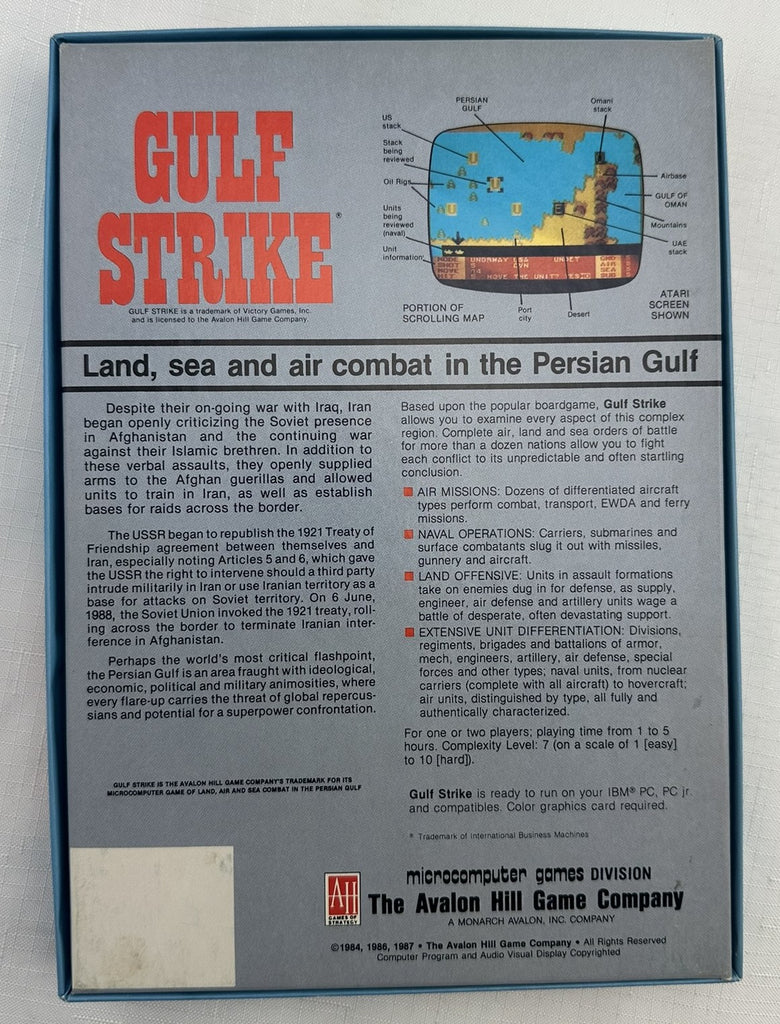 GULF
STRIKE®
GULF STRIKE is a trademark of Victory Games, Inc.
and is licensed to the Avalon Hill Game Company.
PERSIAN
GULF
Omani
stack
US
stack
Stack
being
reviewed
Oil Rigs
Units
being
reviewed
(naval)
Unit
information
Airbase
GULF OF
OMAN
Mountains
UAE
stack
MODE UNDRWAY USA UNDET GND
SHOT 5 CVN AIR
MOVE 14 SEA
HIT 5 MOVE THE UNIT? YES SUB
PORTION OF
SCROLLING MAP
Port
city
Desert
ATARI
SCREEN
SHOWN
Land, sea and air combat in the Persian Gulf
Despite their on-going war with Iraq, Iran
began openly criticizing the Soviet presence
in Afghanistan and the continuing war
against their Islamic brethren. In addition to
these verbal assaults, they openly supplied
arms to the Afghan guerillas and allowed
units to train in Iran, as well as establish
bases for raids across the border.
The USSR began to republish the 1921 Treaty of
Friendship agreement between themselves and
Iran, especially noting Articles 5 and 6, which gave
the USSR the right to intervene should a third party
intrude militarily in Iran or use Iranian territory as a
base for attacks on Soviet territory. On 6 June,
1988, the Soviet Union invoked the 1921 treaty, roll-
ing across the border to terminate Iranian inter-
ference in Afghanistan.
Perhaps the world's most critical flashpoint,
the Persian Gulf is an area fraught with ideological,
economic, political and military animosities, where
every flare-up carries the threat of global repercus-
sians and potential for a superpower confrontation.
GULF STRIKE IS THE AVALON HILL GAME COMPANY'S TRADEMARK FOR ITS
MICROCOMPUTER GAME OF LAND, AIR AND SEA COMBAT IN THE PERSIAN GULF
Based upon the popular boardgame, Gulf Strike
allows you to examine every aspect of this complex
region. Complete air, land and sea orders of battle
for more than a dozen nations allow you to fight
each conflict to its unpredictable and often startling
conclusion.
AIR MISSIONS: Dozens of differentiated aircraft
types perform combat, transport, EWDA and ferry
missions.
NAVAL OPERATIONS: Carriers, submarines and
surface combatants slug it out with missiles,
gunnery and aircraft.
LAND OFFENSIVE: Units in assault formations
take on enemies dug in for defense, as supply,
engineer, air defense and artillery units wage a
battle of desperate, often devastating support.
EXTENSIVE UNIT DIFFERENTIATION: Divisions,
regiments, brigades and battalions of armor,
mech, engineers, artillery, air defense, special
forces and other types; naval units, from nuclear
carriers (complete with all aircraft) to hovercraft;
air units, distinguished by type, all fully and
authentically characterized.
For one or two players; playing time from 1 to 5
hours. Complexity Level: 7 (on a scale of 1 [easy]
to 10 [hard]).
Gulf Strike is ready to run on your IBM® PC, PC jr.
and compatibles. Color graphics card required.
® Trademark of International Business Machines
AH
GAMES OF
STRATEGY
microcomputer games DIVISION
The Avalon Hill Game Company
A MONARCH AVALON, INC. COMPANY
©1984, 1986, 1987 • The Avalon Hill Game Company • All Rights Reserved
Computer Program and Audio Visual Display Copyrighted